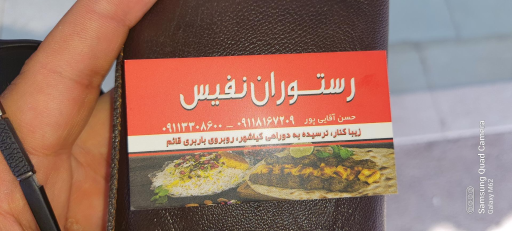 رستوران نفیس
حسن آقایی پور ۰۹۱۱۸۱۶۷۲۰۹ - ۰۹۱۱۳۳۰۸۶۰۰
زیبا کنار، نرسیده به دوراهی کیاشهر، روبروی باربری قائم
Samsung Quad Camera
Galaxy M52